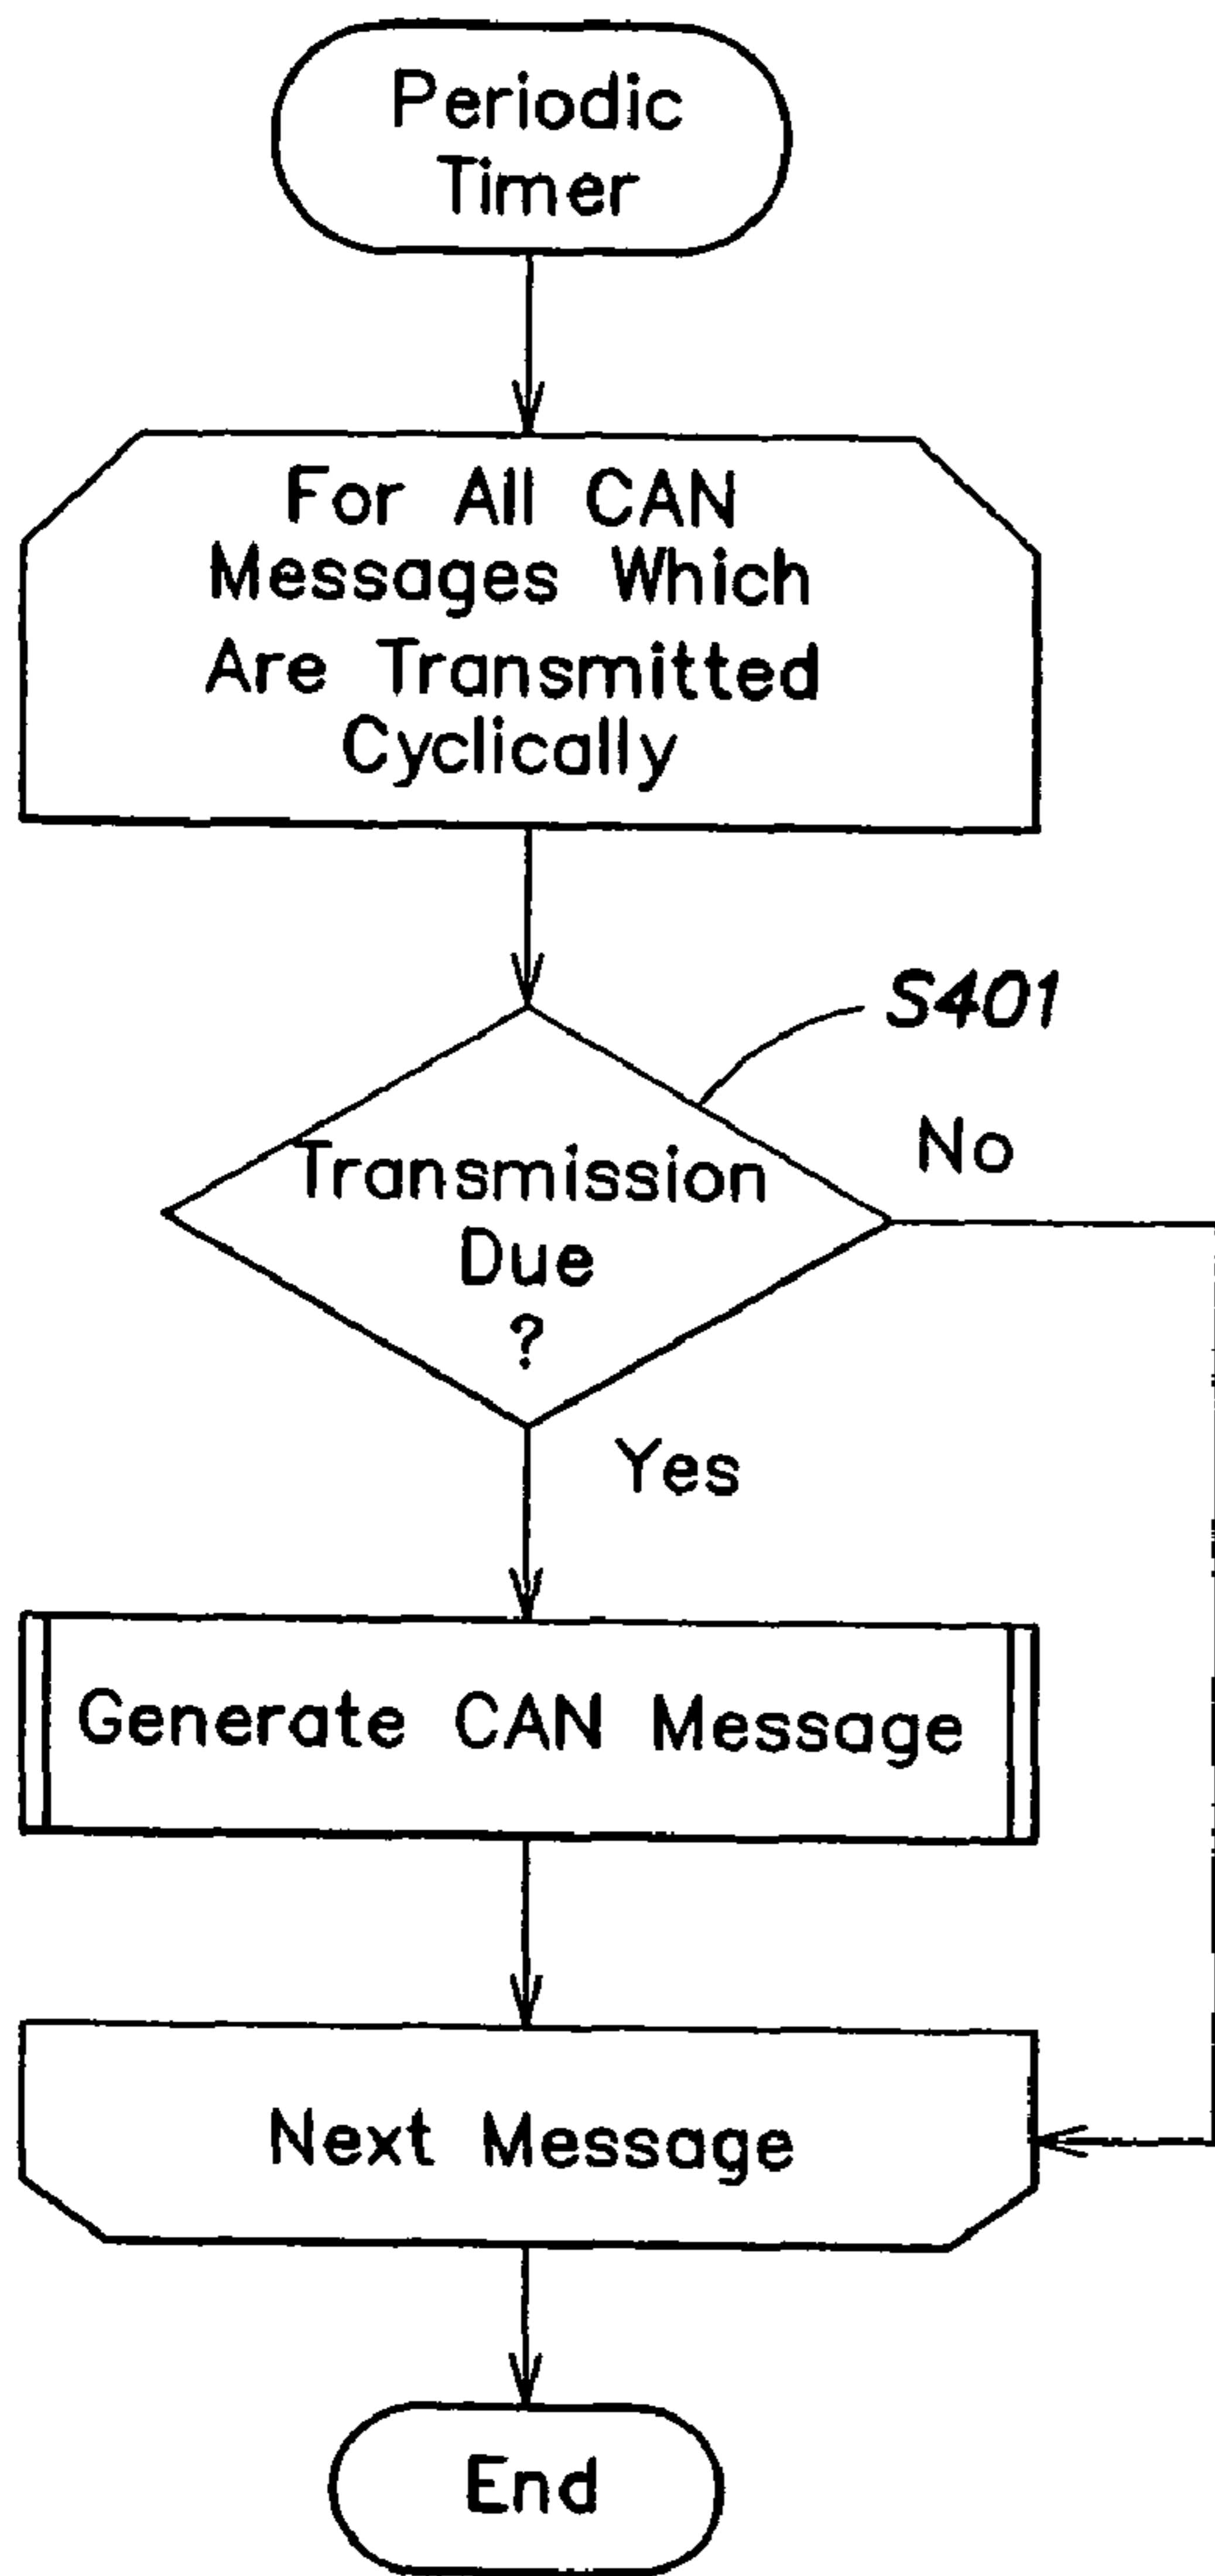 Periodic
Timer
For All CAN
Messages Which
Are Transmitted
Cyclically
S401
No
Transmission
Due
?
Yes
Generate CAN Message
Next Message
End